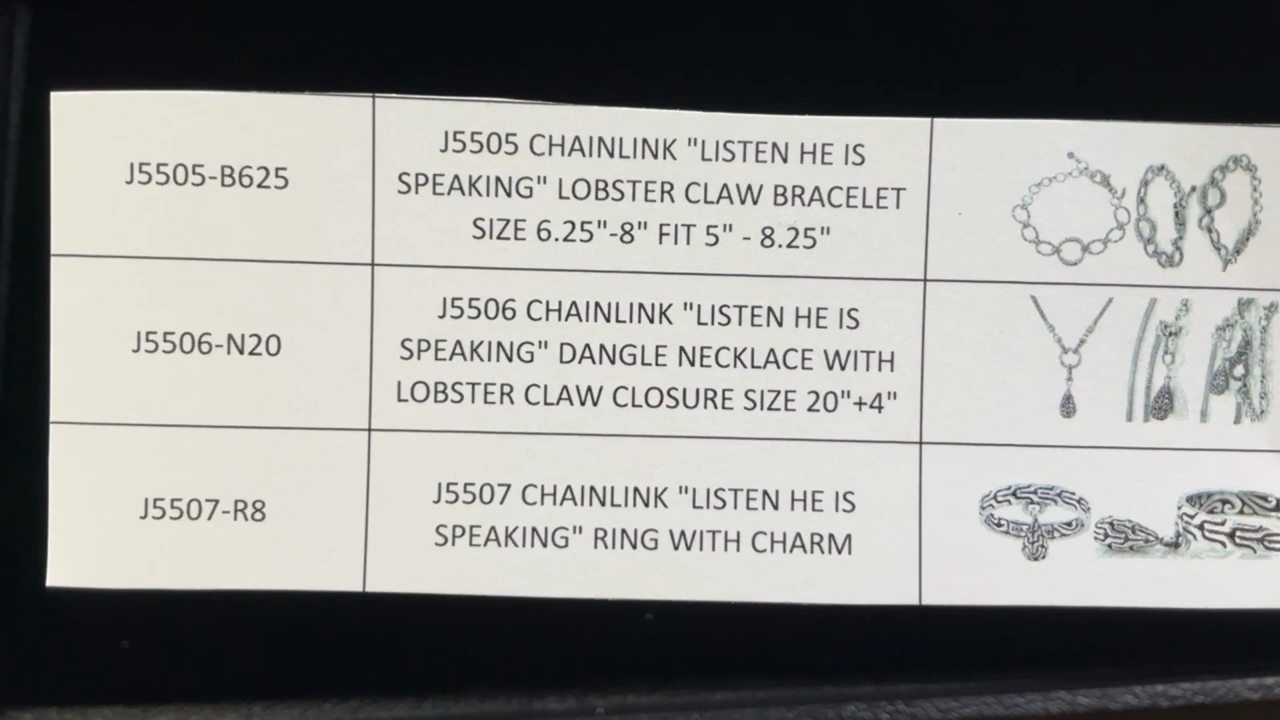 J5505-B625
J5505 CHAINLINK "LISTEN HE IS
SPEAKING" LOBSTER CLAW BRACELET
SIZE 6.25"-8" FIT 5" - 8.25"
J5506-N20
J5506 CHAINLINK "LISTEN HE IS
SPEAKING" DANGLE NECKLACE WITH
LOBSTER CLAW CLOSURE SIZE 20"+4"
J5507-R8
J5507 CHAINLINK "LISTEN HE IS
SPEAKING" RING WITH CHARM